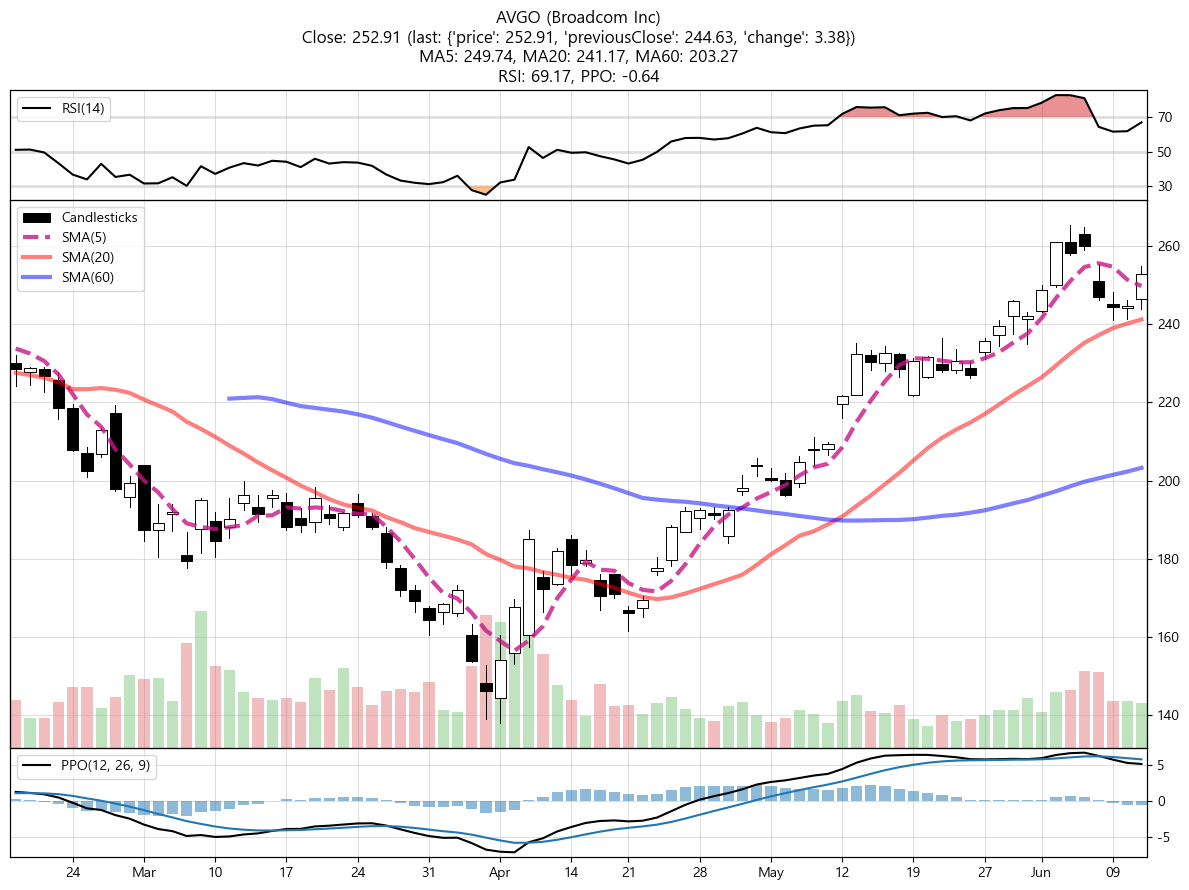 AVGO (Broadcom Inc)
Close: 252.91 (last: {'price': 252.91, 'previousClose': 244.63, 'change': 3.38})
MA5: 249.74, MA20: 241.17, MA60: 203.27
RSI: 69.17, PPO: -0.64
RSI(14)
70
50
30
Candlesticks
SMA(5)
SMA(20)
SMA(60)
260
240
220
200
180
160
140
PPO(12, 26, 9)
5
0
-5
24 Mar 10 17 24 31 Apr 14 21 28 May 12 19 27 Jun 09